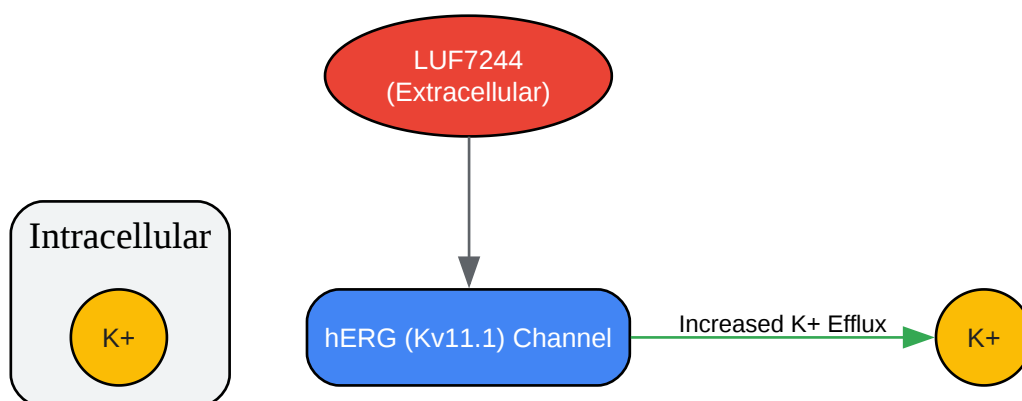 LUF7244
(Extracellular)
Intracellular
K+
hERG (Kv11.1) Channel
Increased K+ Efflux
K+